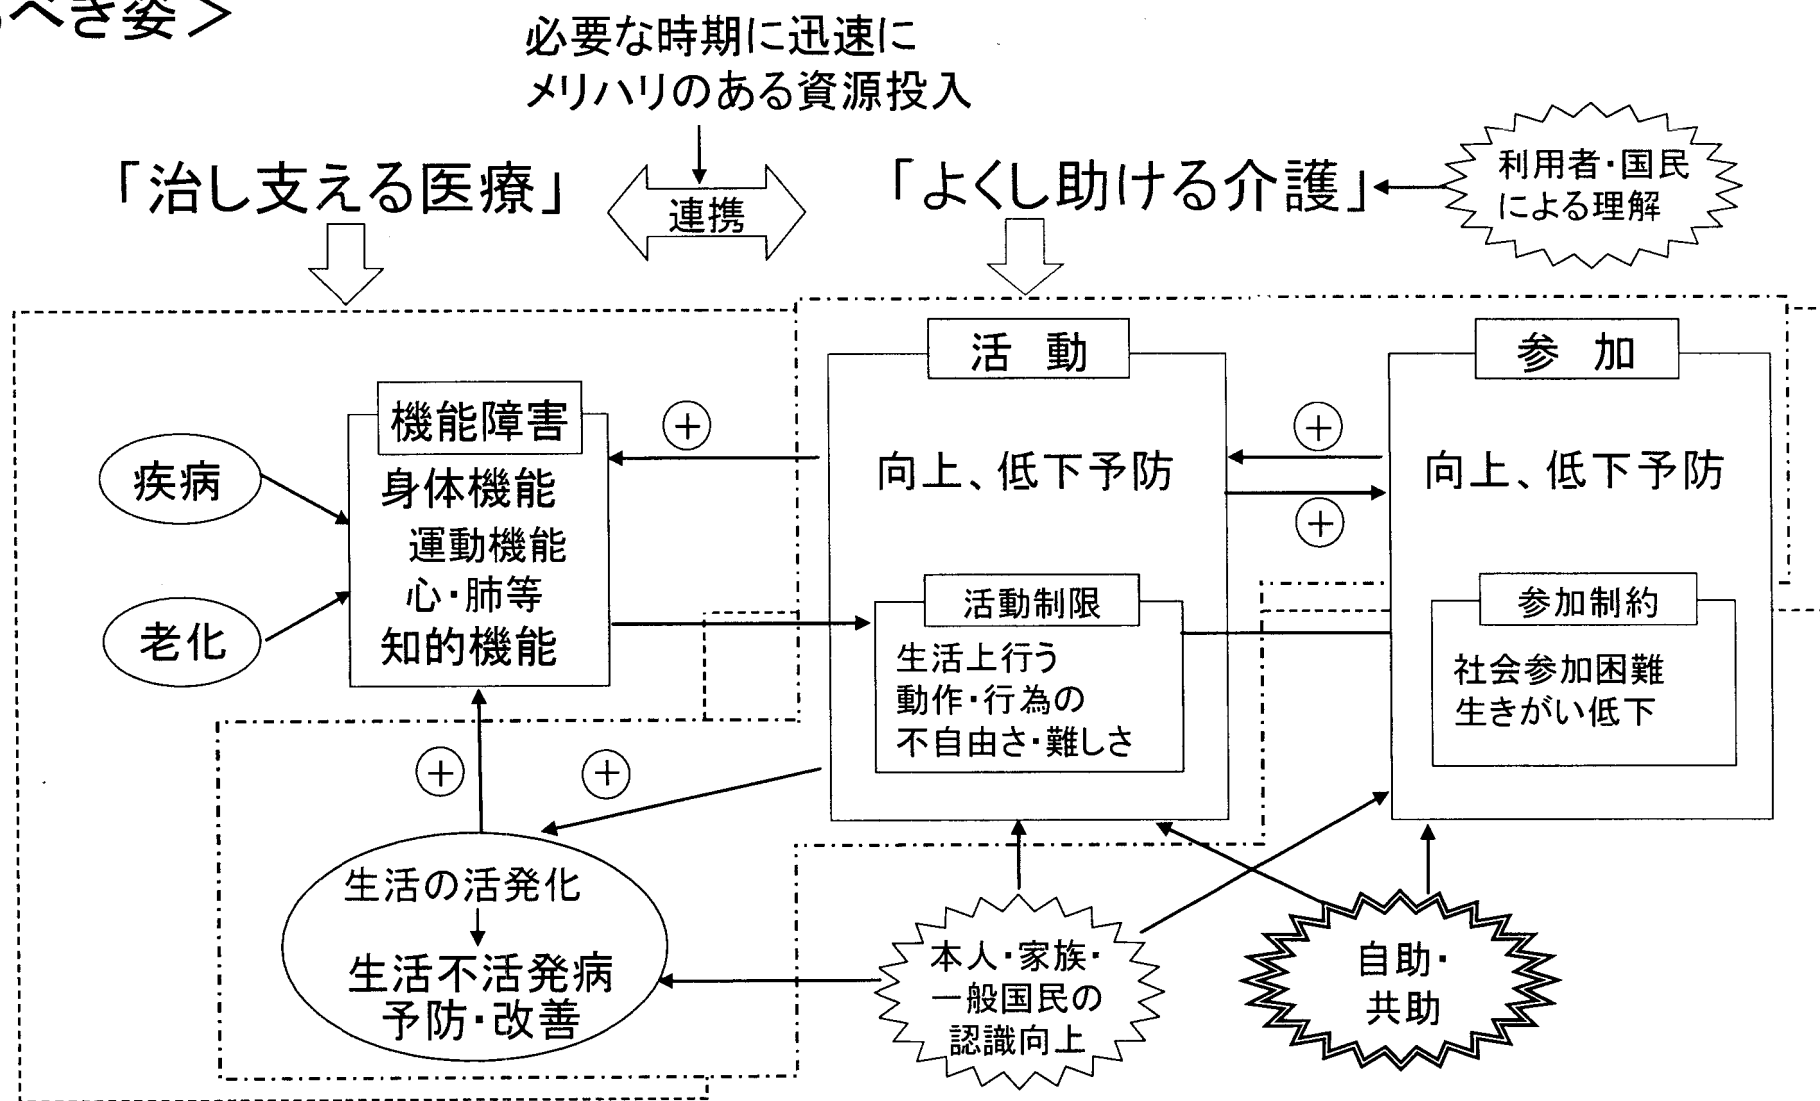 べき姿＞
必要な時期に迅速に
メリハリのある資源投入
「治し支える医療」
連携
「よくし助ける介護」
利用者・国民
による理解
活 動
参 加
機能障害
疾病
身体機能
運動機能
心・肺等
知的機能
老化
＋
向上、低下予防
＋
＋
向上、低下予防
活動制限
生活上行う
動作・行為の
不自由さ・難しさ
参加制約
社会参加困難
生きがい低下
＋
＋
生活の活発化
生活不活発病
予防・改善
本人・家族・
一般国民の
認識向上
自助・
共助